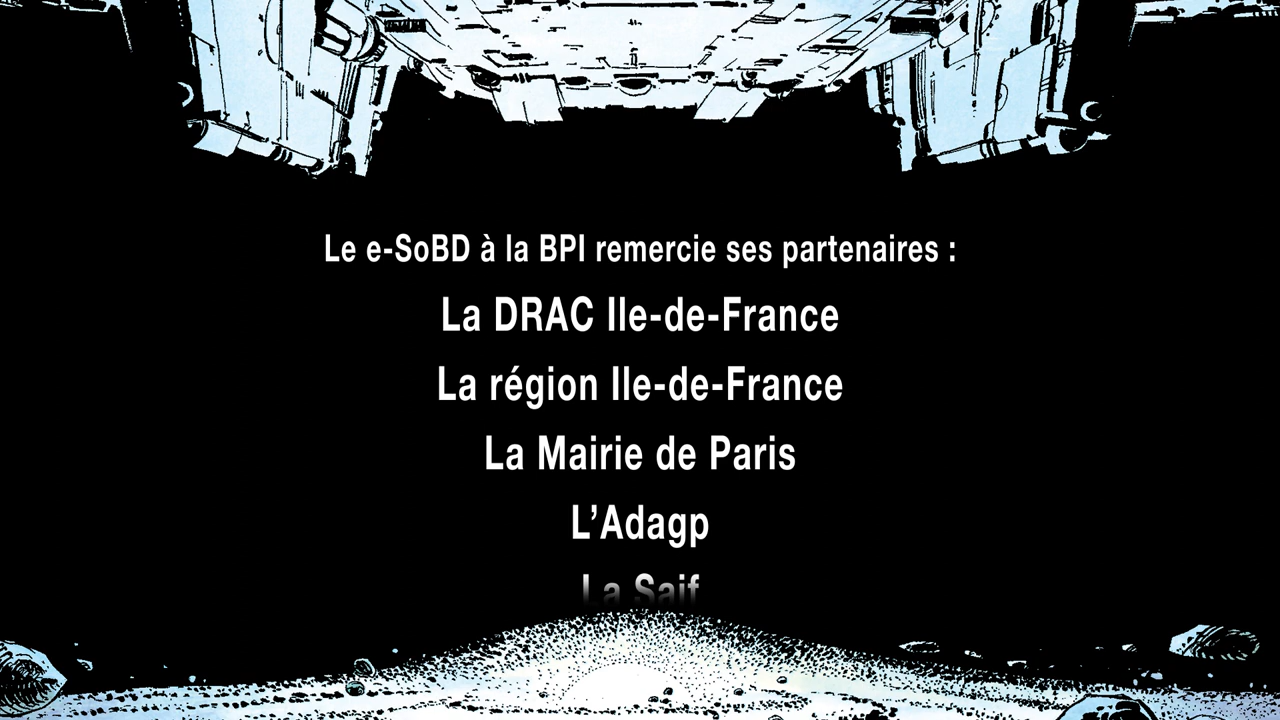 Le e-SoBD à la BPI remercie ses partenaires :
La DRAC Ile-de-France
La région Ile-de-France
La Mairie de Paris
L’Adagp
La Saif